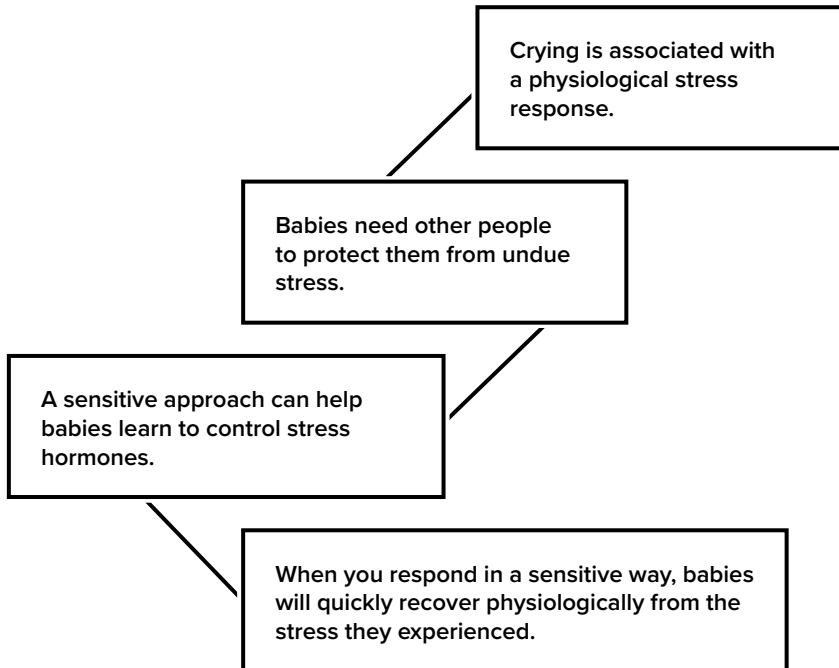 Crying is associated with
a physiological stress
response.
Babies need other people
to protect them from undue
stress.
A sensitive approach can help
babies learn to control stress
hormones.
When you respond in a sensitive way, babies
will quickly recover physiologically from the
stress they experienced.